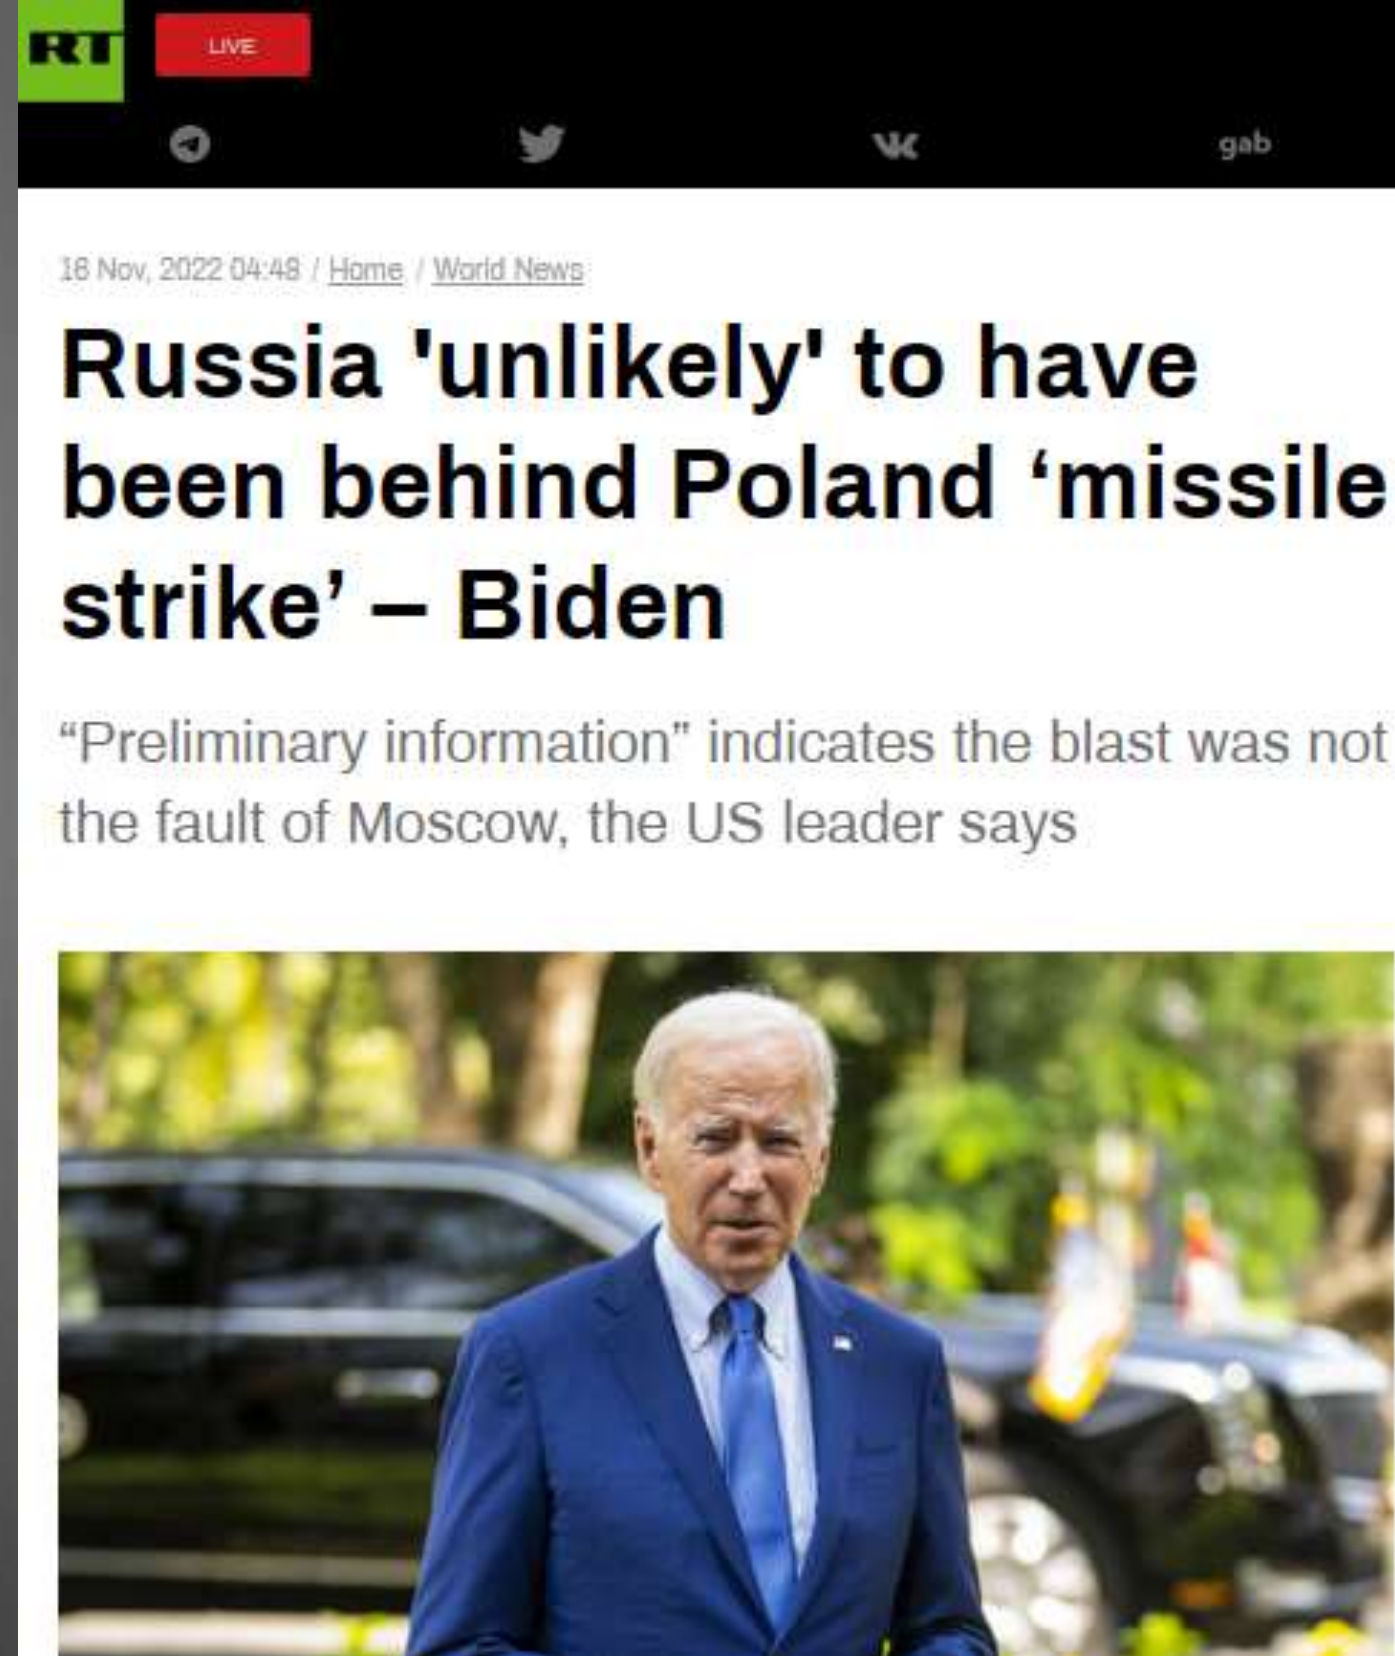 RT
LIVE
gab
16 Nov, 2022 04:48 / Home / World News
Russia 'unlikely' to have
been behind Poland ‘missile
strike’ – Biden
“Preliminary information” indicates the blast was not
the fault of Moscow, the US leader says